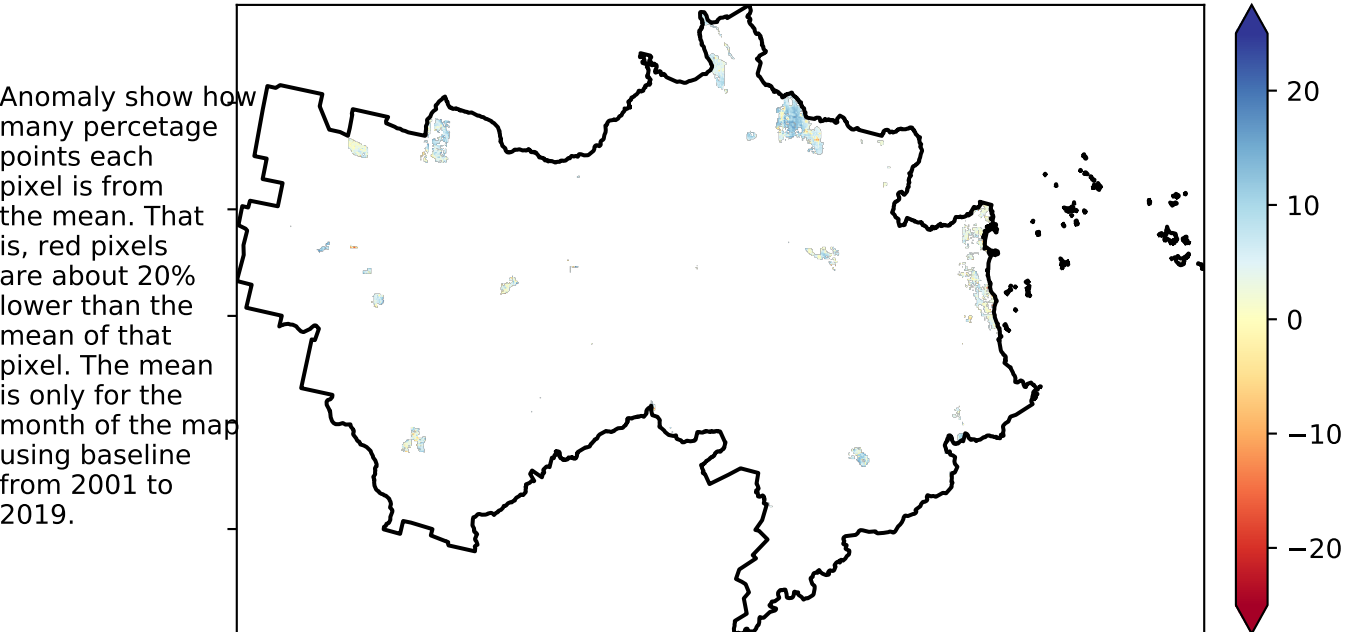 Anomaly show how
many percetage
points each
pixel is from
the mean. That
is, red pixels
are about 20%
lower than the
mean of that
pixel. The mean
is only for the
month of the map
using baseline
from 2001 to
2019.
20
10
0
−10
−20